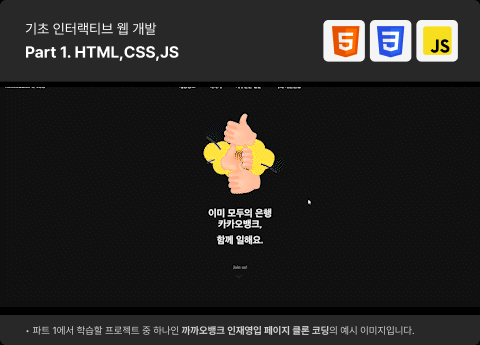 기초 인터랙티브 웹 개발
Part 1. HTML,CSS,JS
5
3
JS
이미 모두의 은행
카카오뱅크,
함께 일해요.
• 파트 1에서 학습할 프로젝트 중 하나인 까까오뱅크 인재영입 페이지 클론 코딩의 예시 이미지입니다.